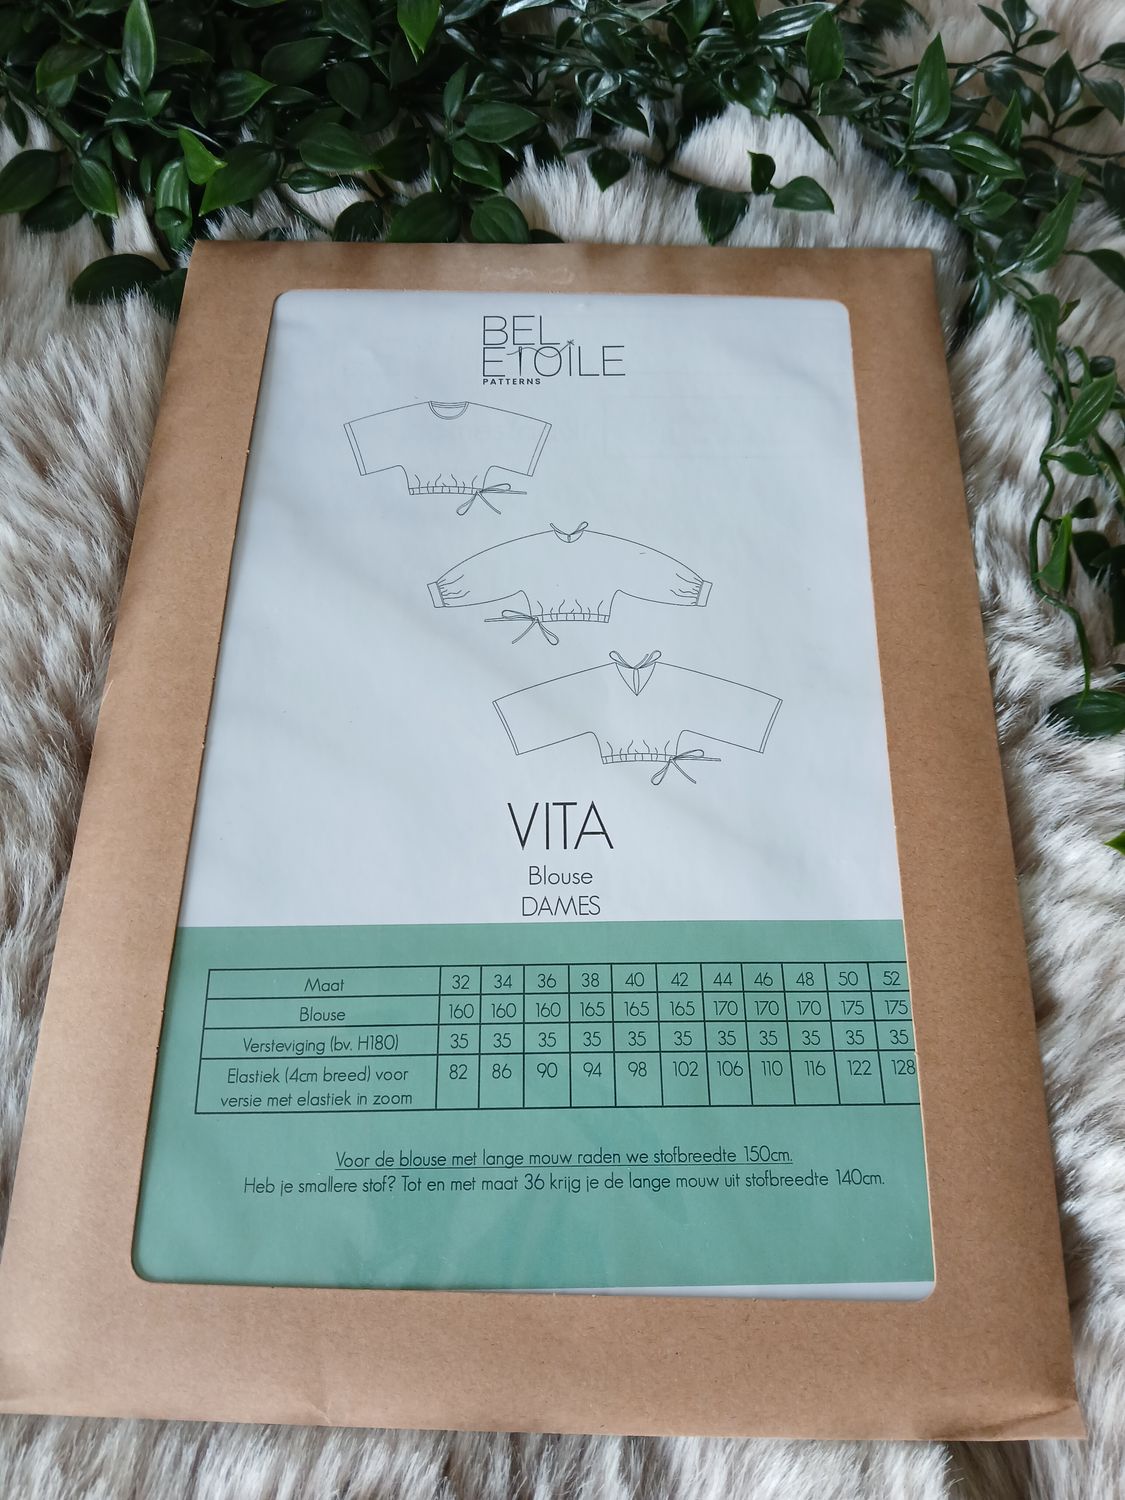 BEL
ETOILE
PATTERNS
VITA
Blouse
DAMES
Maat 32 34 36 38 40 42 44 46 48 50 52
Blouse 160 160 160 165 165 165 170 170 170 175 175
Versteviging (bv. H180) 35 35 35 35 35 35 35 35 35 35 35
Elastiek (4cm breed) voor 82 86 90 94 98 102 106 110 116 122 128
versie met elastiek in zoom
Voor de blouse met lange mouw raden we stofbreedte 150cm.
Heb je smallere stof? Tot en met maat 36 krijg je de lange mouw uit stofbreedte 140cm.